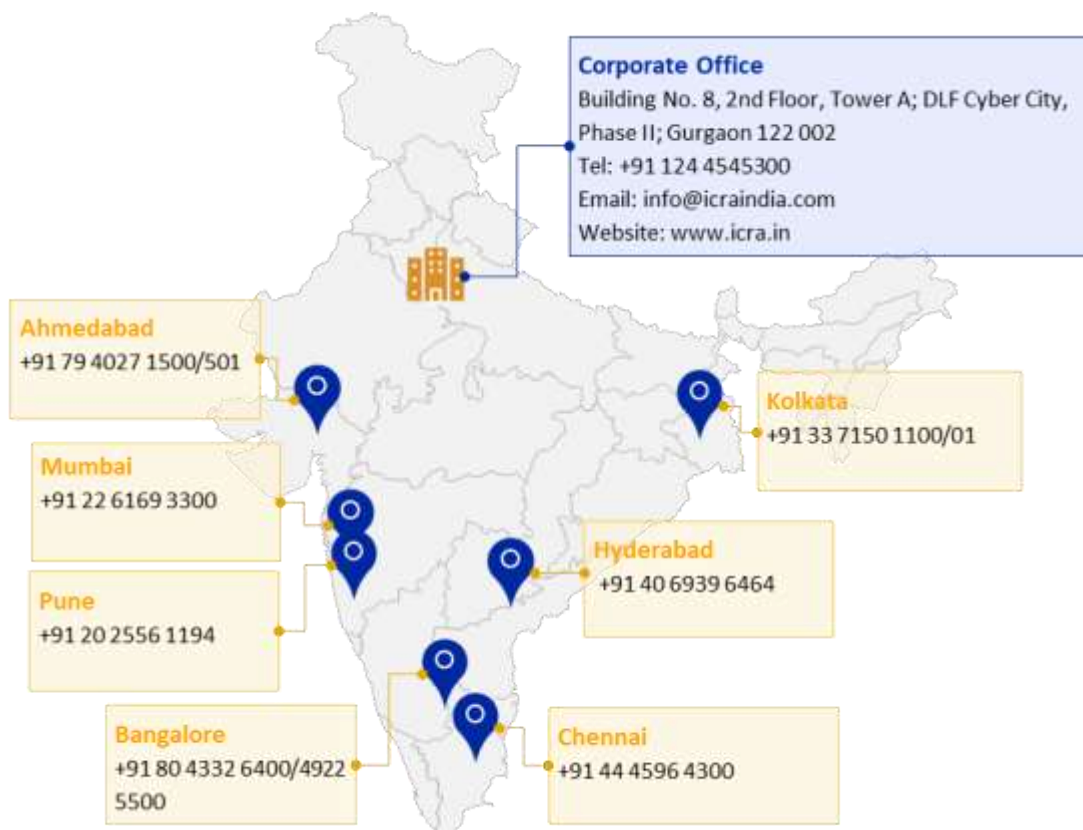 Corporate Office
Building No. 8, 2nd Floor, Tower A; DLF Cyber City,
Phase II; Gurgaon 122 002
Tel: +91 124 4545300
Email: info@icraindia.com
Website: www.icra.in
Ahmedabad
+91 79 4027 1500/501
Kolkata
+91 33 7150 1100/01
Mumbai
+91 22 6169 3300
Hyderabad
+91 40 6939 6464
Pune
+91 20 2556 1194
Bangalore
+91 80 4332 6400/4922
5500
Chennai
+91 44 4596 4300